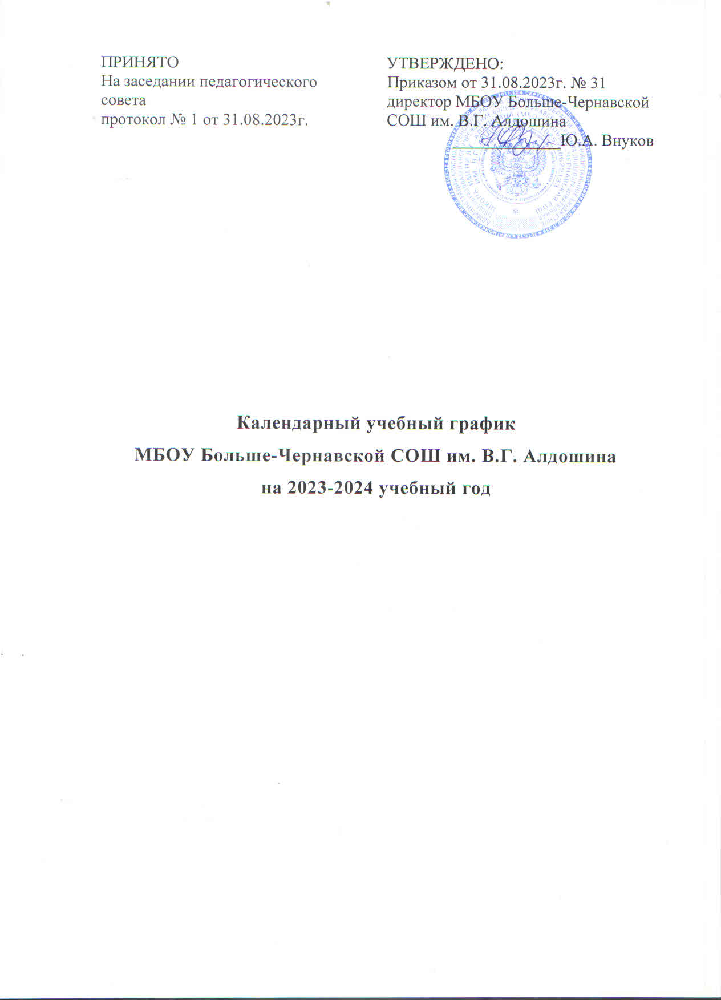 ПРИНЯТО
На заседании педагогического
совета
протокол № 1 от 31.08.2023г.
УТВЕРЖДЕНО:
Приказом от 31.08.2023г. № 31
директор МБОУ Больше-Чернавской
СОШ им. В.Г. Алдошина
Ю.А. Внуков
Календарный учебный график
МБОУ Больше-Чернавской СОШ им. В.Г. Алдошина
на 2023-2024 учебный год